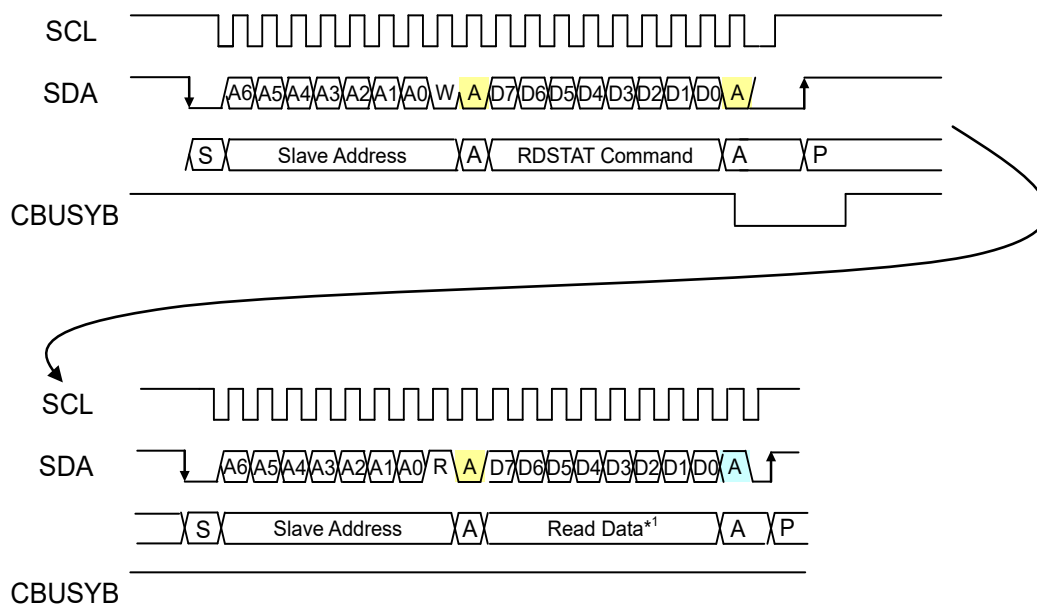 SCL
SDA A6 A5 A4 A3 A2 A1 A0 W A D7 D6 D5 D4 D3 D2 D1 D0 A
S Slave Address A RDSTAT Command A P
CBUSYB
SCL
SDA A6 A5 A4 A3 A2 A1 A0 R A D7 D6 D5 D4 D3 D2 D1 D0 A
S Slave Address A Read Data*1 A P
CBUSYB